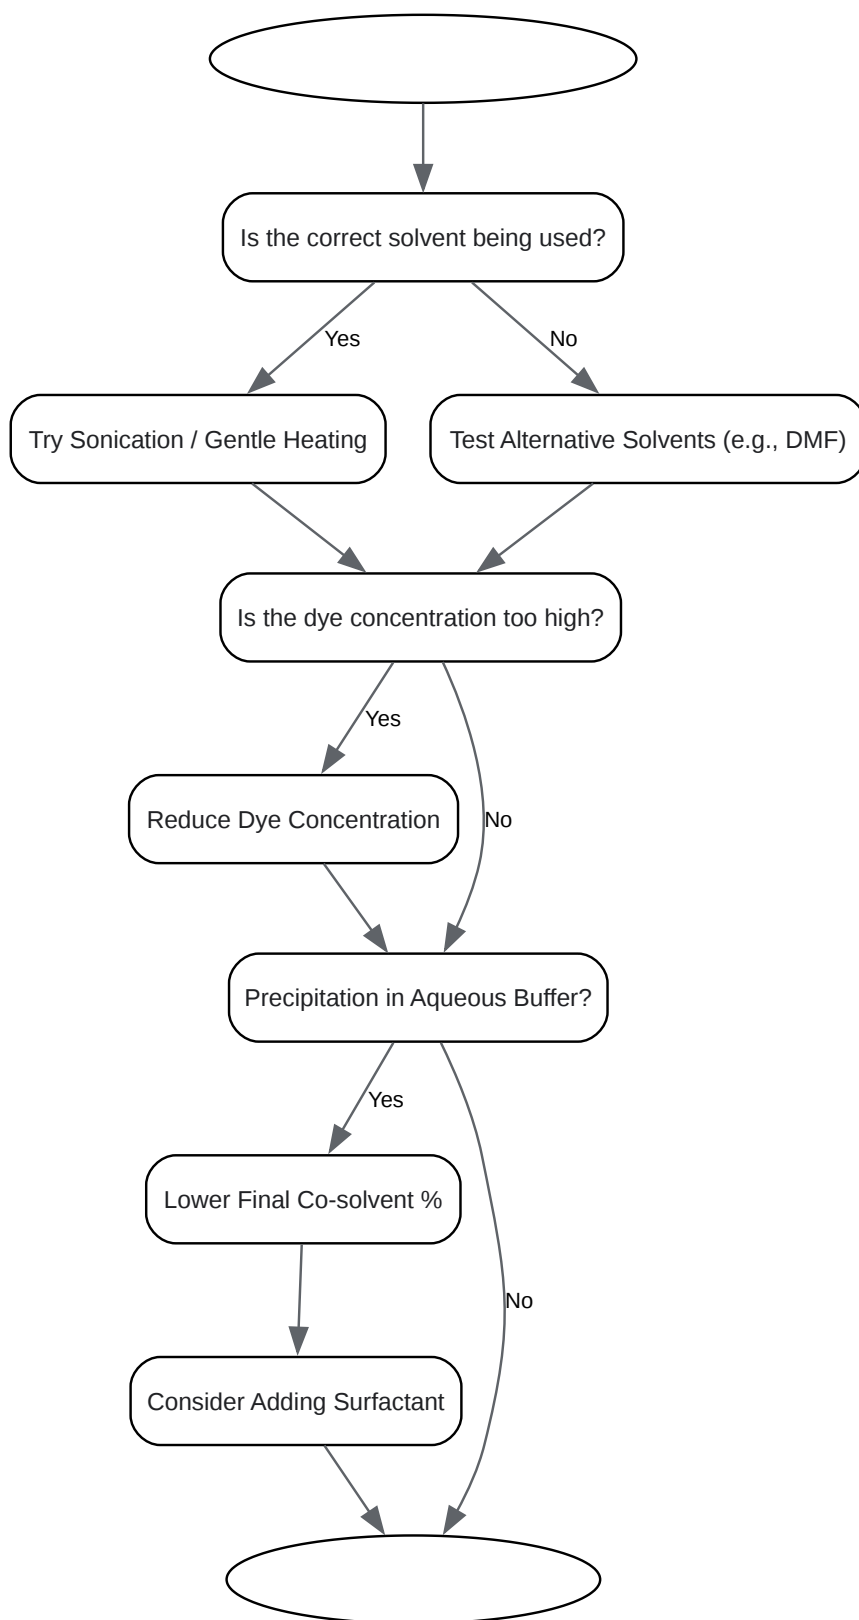 Is the correct solvent being used?
Yes
No
Try Sonication / Gentle Heating
Test Alternative Solvents (e.g., DMF)
Is the dye concentration too high?
Yes
Reduce Dye Concentration
No
Precipitation in Aqueous Buffer?
Yes
Lower Final Co-solvent %
No
Consider Adding Surfactant